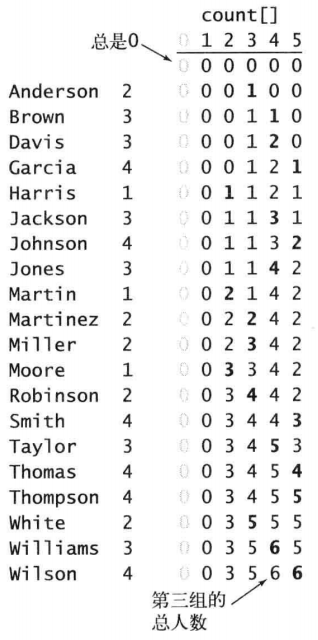 count[]
总是0 0 1 2 3 4 5
0 0 0 0 0 0
Anderson 2 0 0 0 1 0 0
Brown 3 0 0 0 1 1 0
Davis 3 0 0 0 1 2 0
Garcia 4 0 0 0 1 2 1
Harris 1 0 0 1 1 2 1
Jackson 3 0 0 1 1 3 1
Johnson 4 0 0 1 1 3 2
Jones 3 0 0 1 1 4 2
Martin 1 0 0 2 1 4 2
Martinez 2 0 0 2 2 4 2
Miller 2 0 0 2 3 4 2
Moore 1 0 0 3 3 4 2
Robinson 2 0 0 3 4 4 2
Smith 4 0 0 3 4 4 3
Taylor 3 0 0 3 4 5 3
Thomas 4 0 0 3 4 5 4
Thompson 4 0 0 3 4 5 5
White 2 0 0 3 5 5 5
Williams 3 0 0 3 5 6 5
Wilson 4 0 0 3 5 6 6
第三组的
总人数